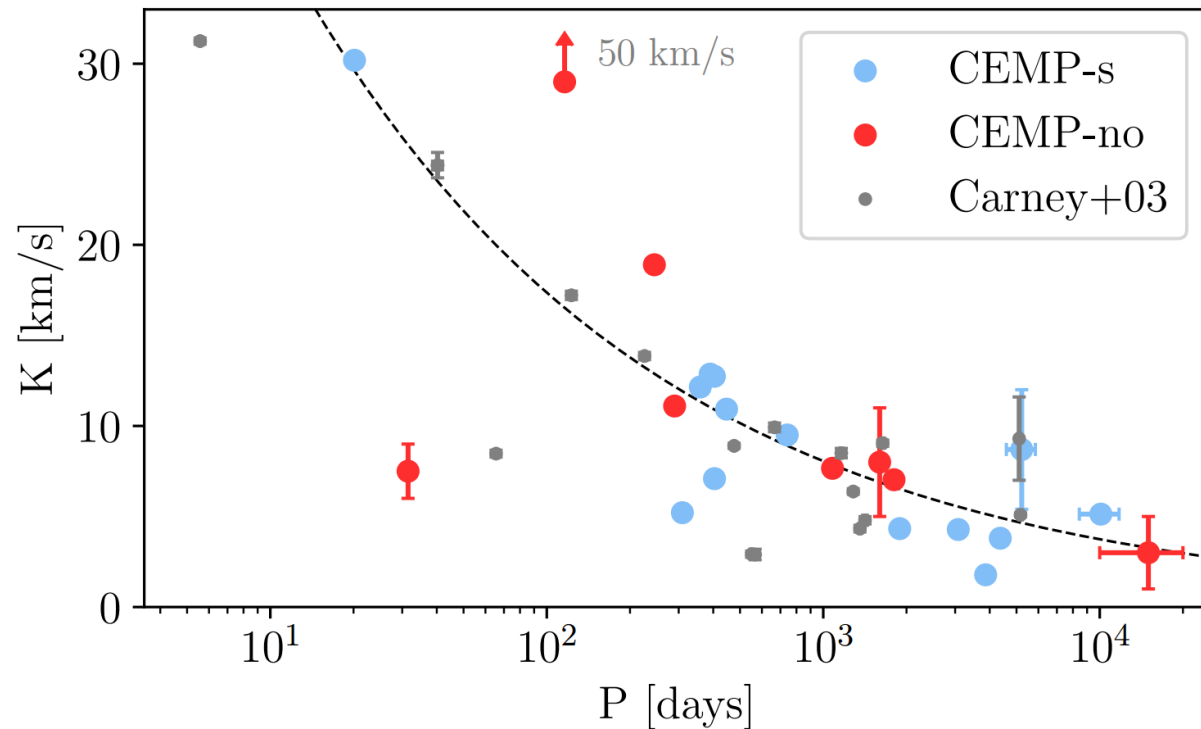 50 km/s
CEMP-s
CEMP-no
Carney+03
K [km/s]
30
20
10
0
10¹
10²
10³
10⁴
P [days]